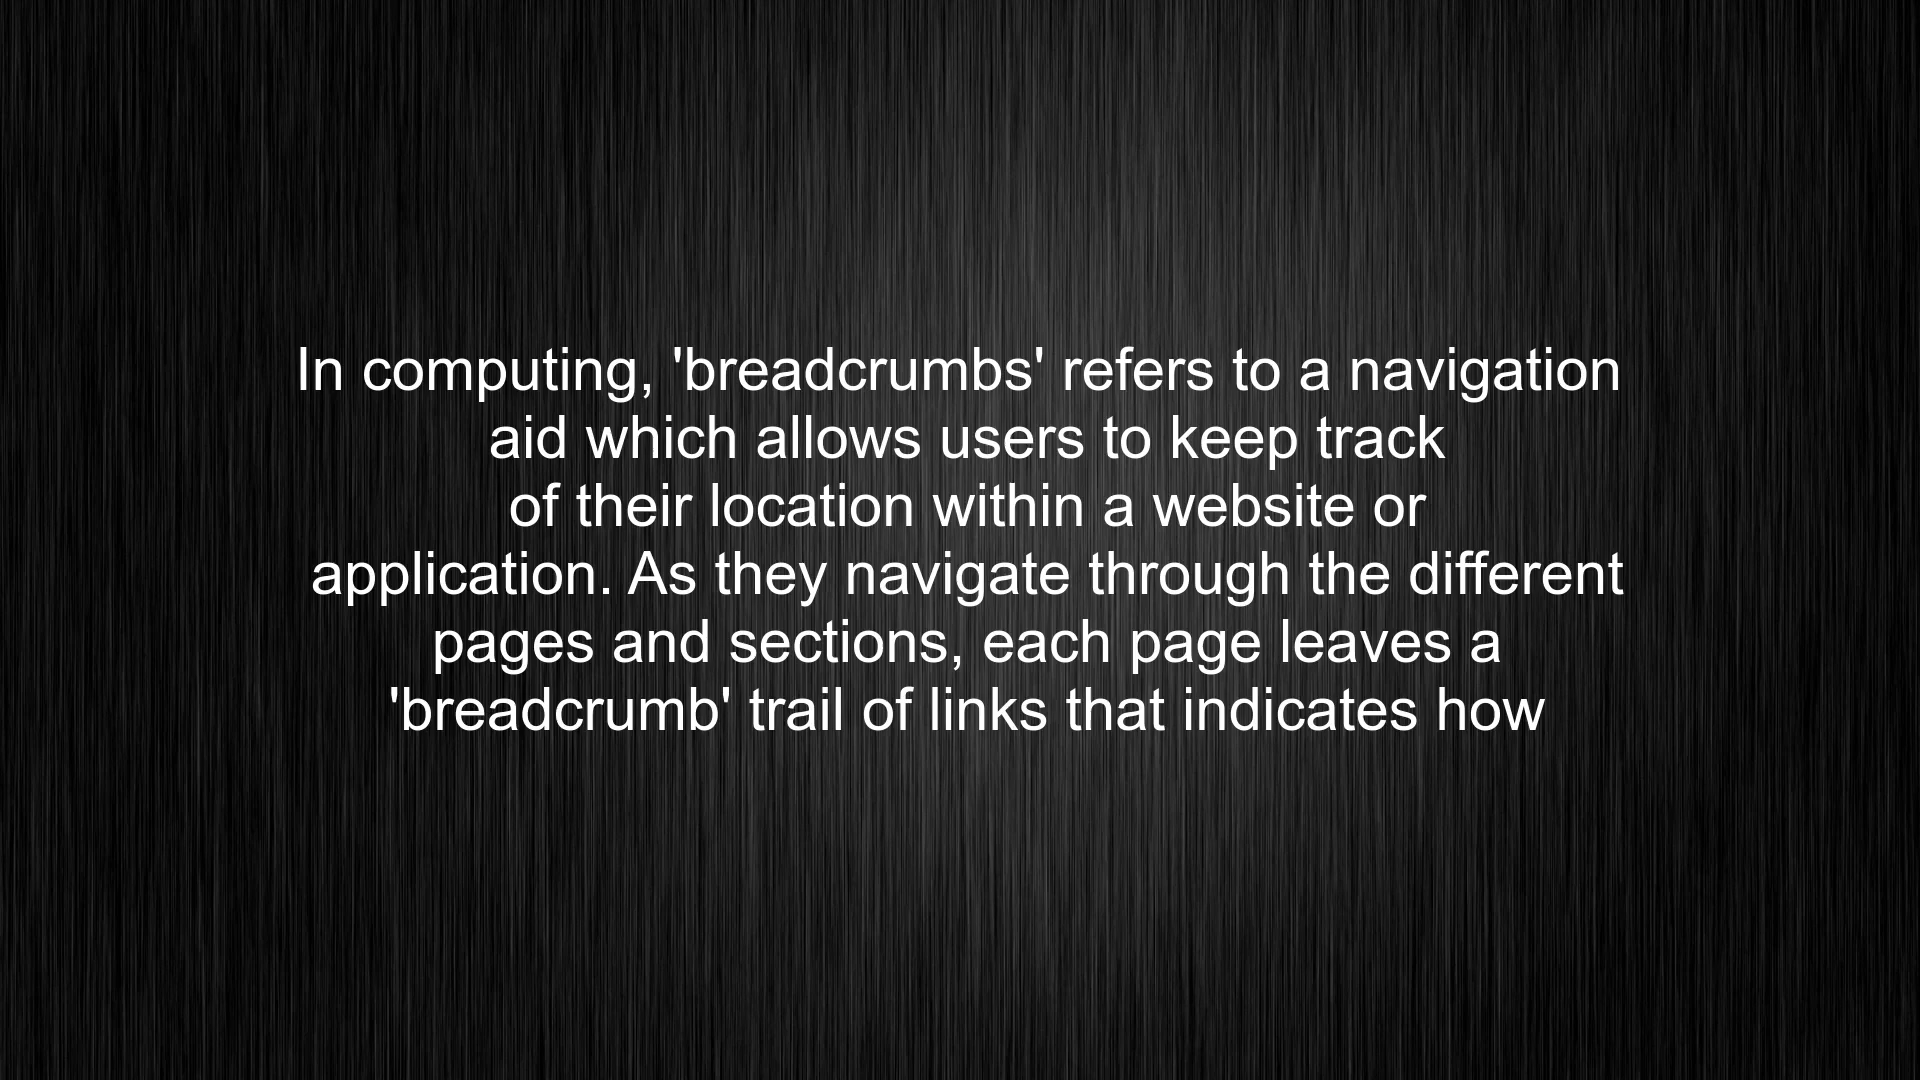 In computing, 'breadcrumbs' refers to a navigation
aid which allows users to keep track
of their location within a website or
application. As they navigate through the different
pages and sections, each page leaves a
'breadcrumb' trail of links that indicates how